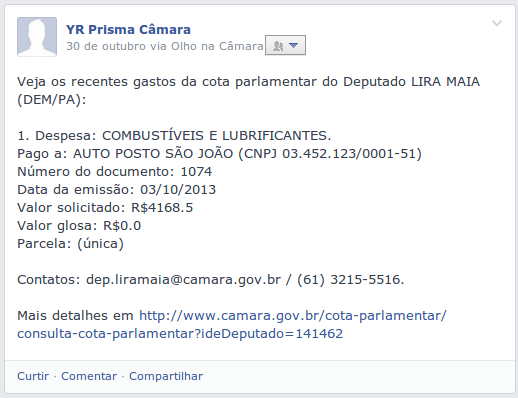 YR Prisma Câmara
30 de outubro via Olho na Câmara
Veja os recentes gastos da cota parlamentar do Deputado LIRA MAIA
(DEM/PA):
1. Despesa: COMBUSTÍVEIS E LUBRIFICANTES.
Pago a: AUTO POSTO SÃO JOÃO (CNPJ 03.452.123/0001-51)
Número do documento: 1074
Data da emissão: 03/10/2013
Valor solicitado: R$4168.5
Valor glosa: R$0.0
Parcela: (única)
Contatos: dep.liramaia@camara.gov.br / (61) 3215-5516.
Mais detalhes em http://www.camara.gov.br/cota-parlamentar/
consulta-cota-parlamentar?ideDeputado=141462
Curtir · Comentar · Compartilhar